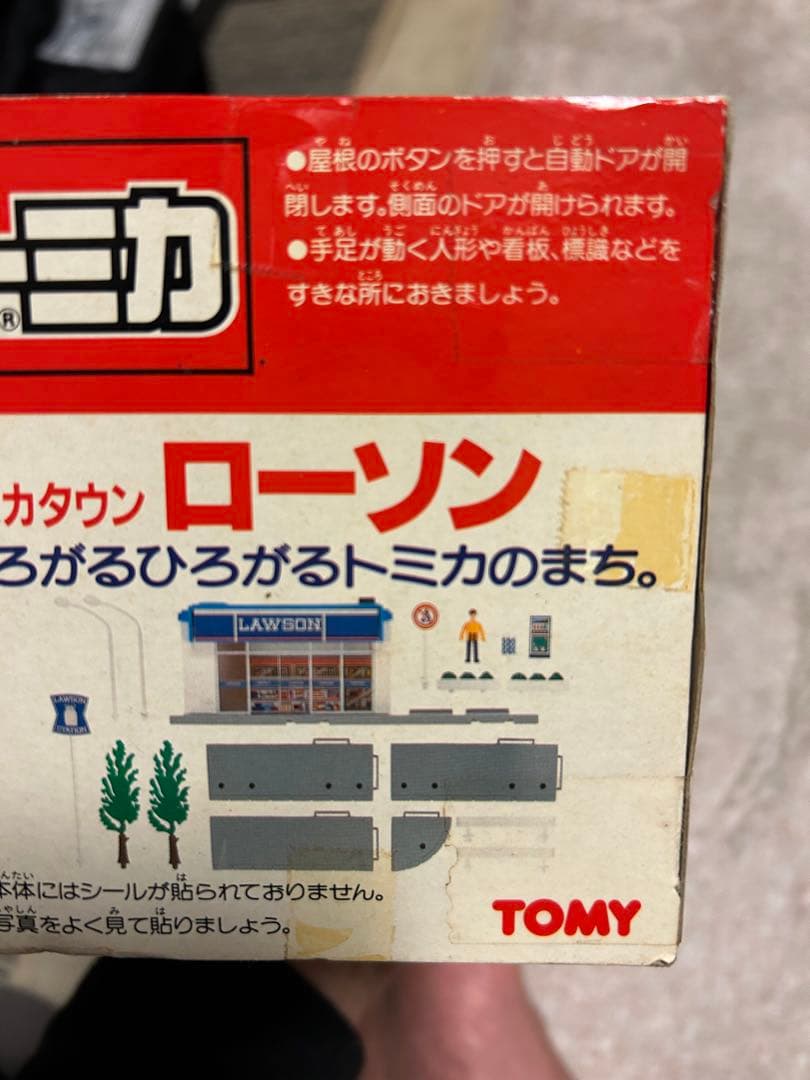 ●屋根のボタンを押すと自動ドアが開
閉します。側面のドアが開けられます。
●手足が動く人形や看板、標識などを
すきな所におきましょう。
ーミカ
®
カタウン ローソン
ろがるひろがるトミカのまち。
LAWSON
LAWSON
STATION
本体にはシールが貼られておりません。
写真をよく見て貼りましょう。
TOMY